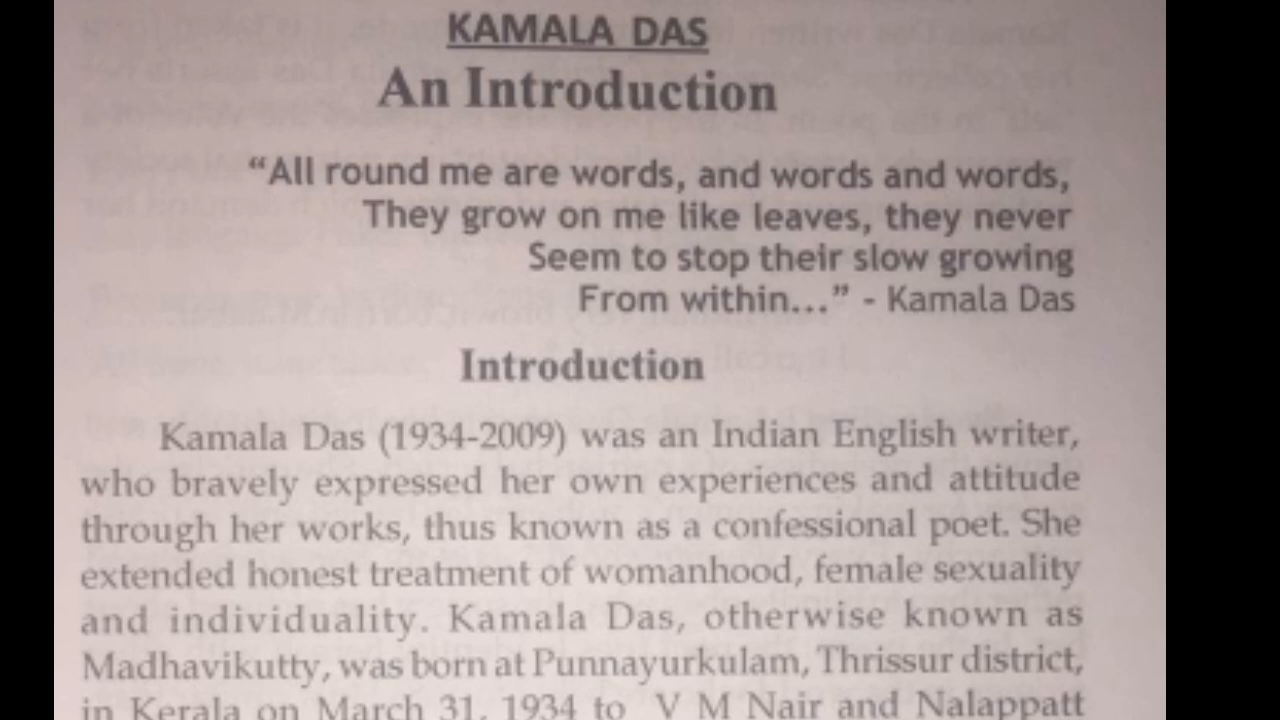 KAMALA DAS
An Introduction
“All round me are words, and words and words,
They grow on me like leaves, they never
Seem to stop their slow growing
From within...” - Kamala Das
Introduction
Kamala Das (1934-2009) was an Indian English writer,
who bravely expressed her own experiences and attitude
through her works, thus known as a confessional poet. She
extended honest treatment of womanhood, female sexuality
and individuality. Kamala Das, otherwise known as
Madhavikutty, was born at Punnayurkulam, Thrissur district,
in Kerala on March 31, 1934 to V M Nair and Nalappatt